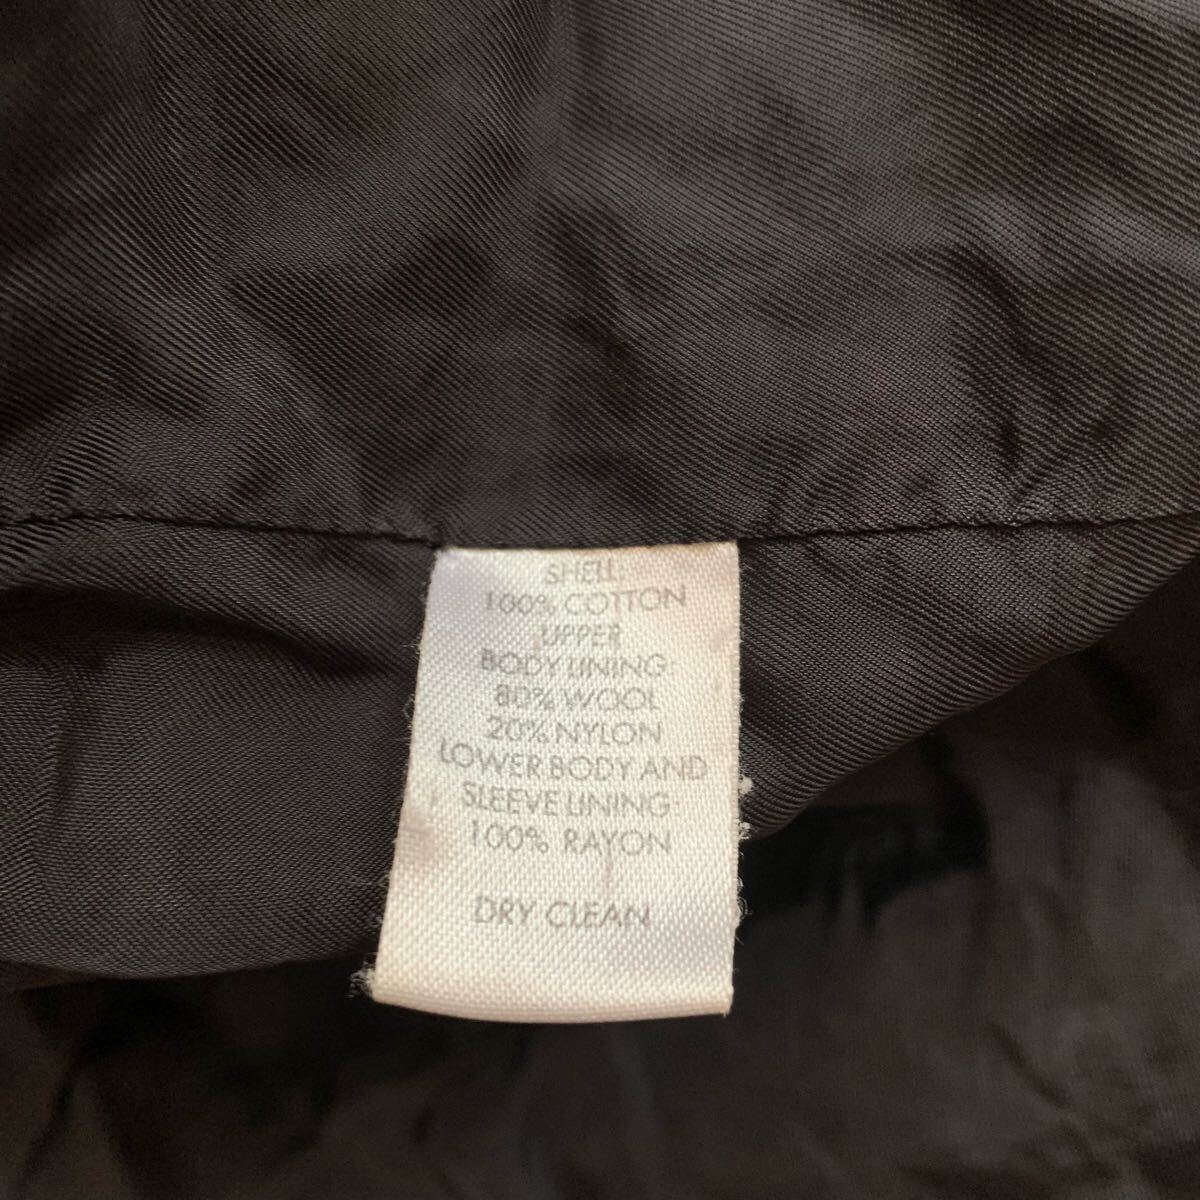 SHELL:
100% COTTON
UPPER
BODY LINING:
80% WOOL
20% NYLON
LOWER BODY AND
SLEEVE LINING:
100% RAYON
DRY CLEAN